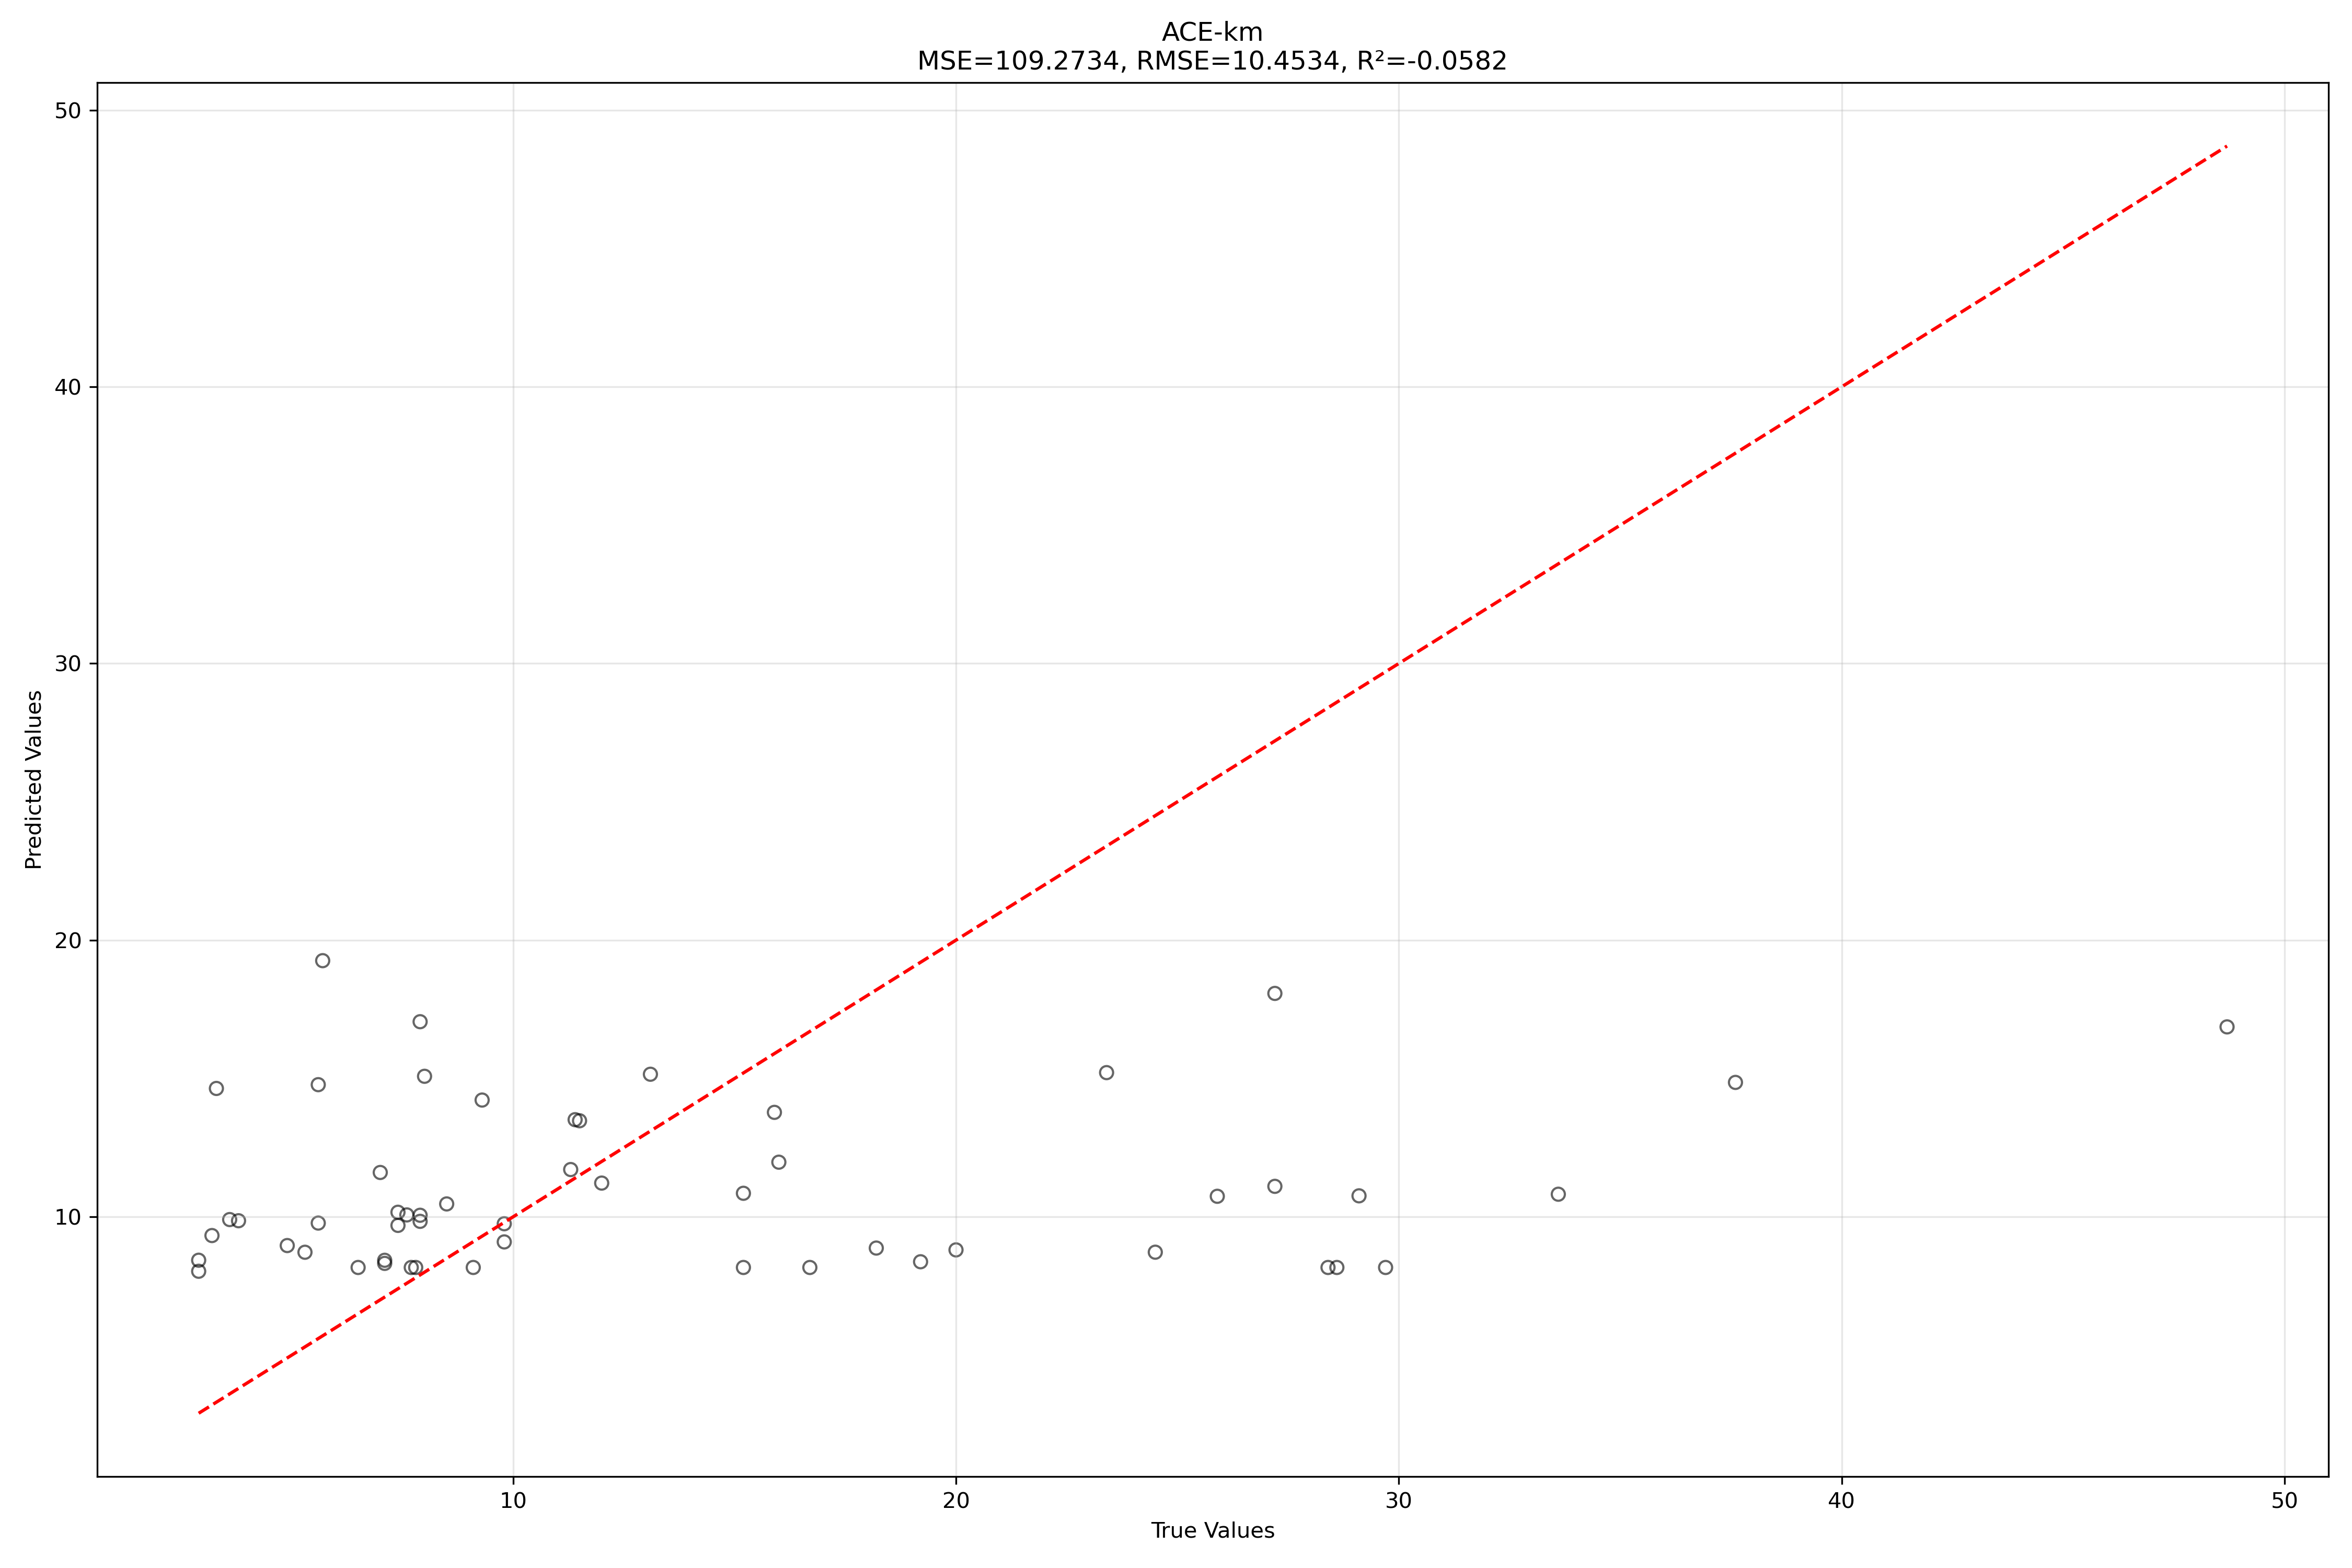 ACE-km
MSE=109.2734, RMSE=10.4534, R²=-0.0582
50
40
30
20
10
Predicted Values
10
20
30
40
50
True Values